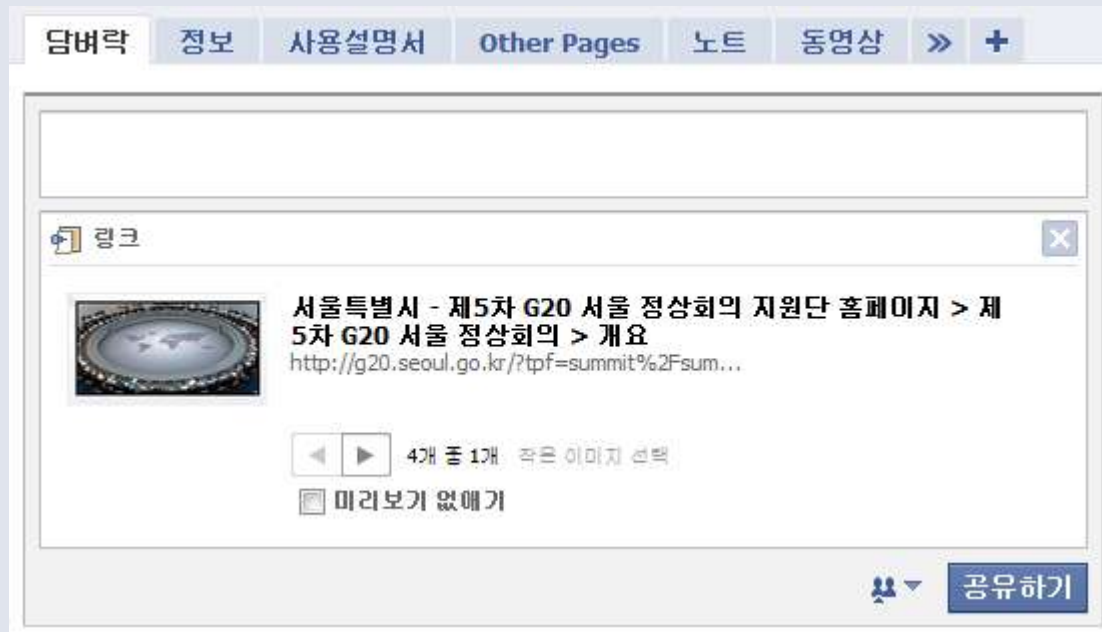 담벼락 정보 사용설명서 Other Pages 노트 동영상 » +
링크
서울특별시 - 제5차 G20 서울 정상회의 지원단 홈페이지 > 제
5차 G20 서울 정상회의 > 개요
http://g20.seoul.go.kr/?tpf=summit%2Fsum...
4개 중 1개 작은 이미지 선택
미리보기 없애기
공유하기